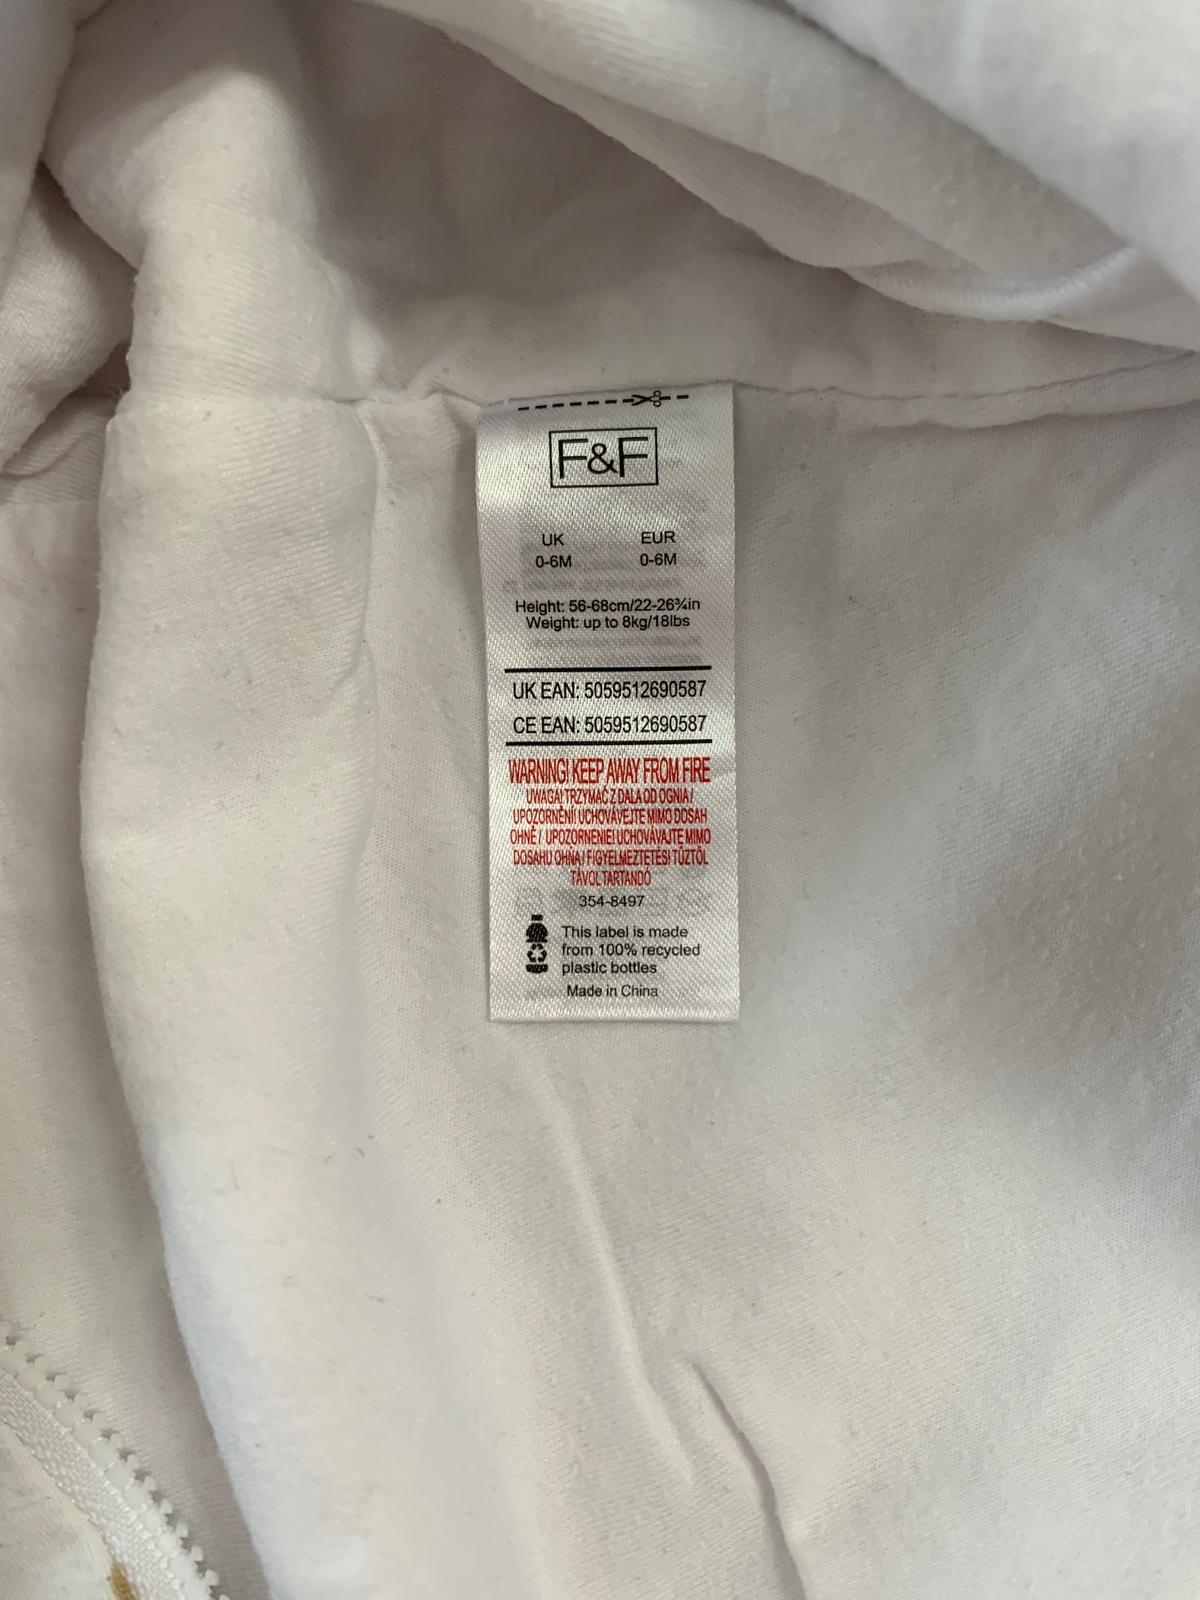 F&F
UK EUR
0-6M 0-6M
Height: 56-68cm/22-26¾in
Weight: up to 8kg/18lbs
UK EAN: 5059512690587
CE EAN: 5059512690587
WARNING! KEEP AWAY FROM FIRE
UWAGA! TRZYMAĆ Z DALA OD OGNIA /
UPOZORNĚNÍ! UCHOVÁVEJTE MIMO DOSAH
OHNĚ / UPOZORNENIE! UCHOVÁVAJTE MIMO
DOSAHU OHŇA / FIGYELMEZTETÉS! TŰZTŐL
TÁVOL TARTANDÓ
354-8497
This label is made
from 100% recycled
plastic bottles
Made in China